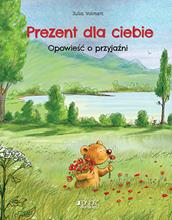 Julia Volmert
Prezent dla ciebie
Opowieść o przyjaźni